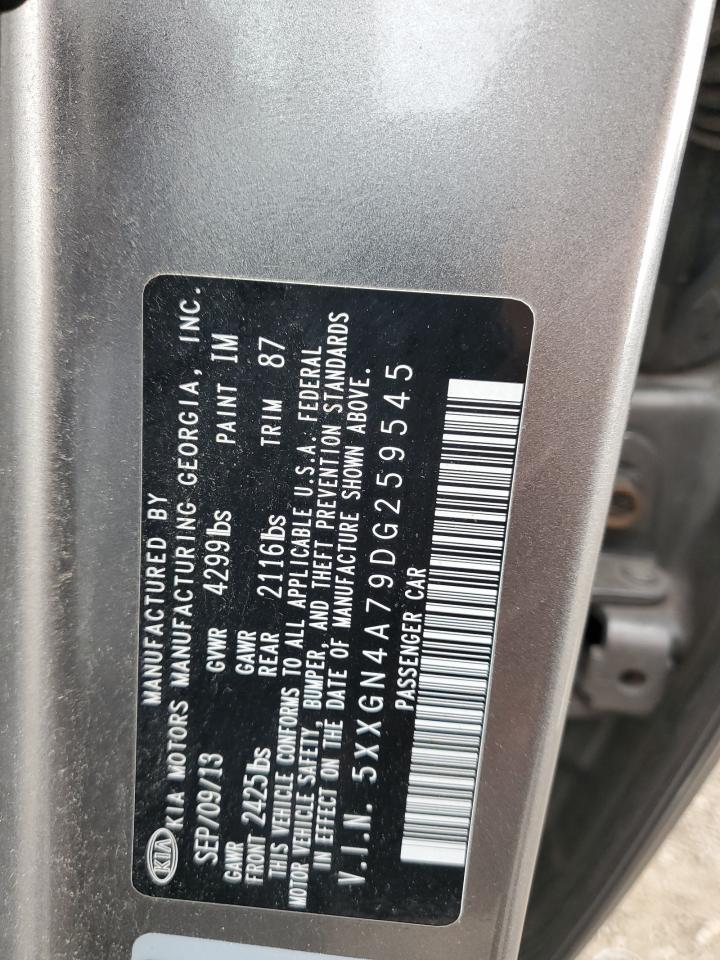 MANUFACTURED BY
KIA KIA MOTORS MANUFACTURING GEORGIA, INC.
SEP/09/13 GVWR 4299lbs PAINT IM
GAWR FRONT 2425lbs GAWR REAR 2116lbs TRIM 87
THIS VEHICLE CONFORMS TO ALL APPLICABLE U.S.A. FEDERAL
MOTOR VEHICLE SAFETY, BUMPER, AND THEFT PREVENTION STANDARDS
IN EFFECT ON THE DATE OF MANUFACTURE SHOWN ABOVE.
V.I.N. 5XXGN4A79DG259545
PASSENGER CAR